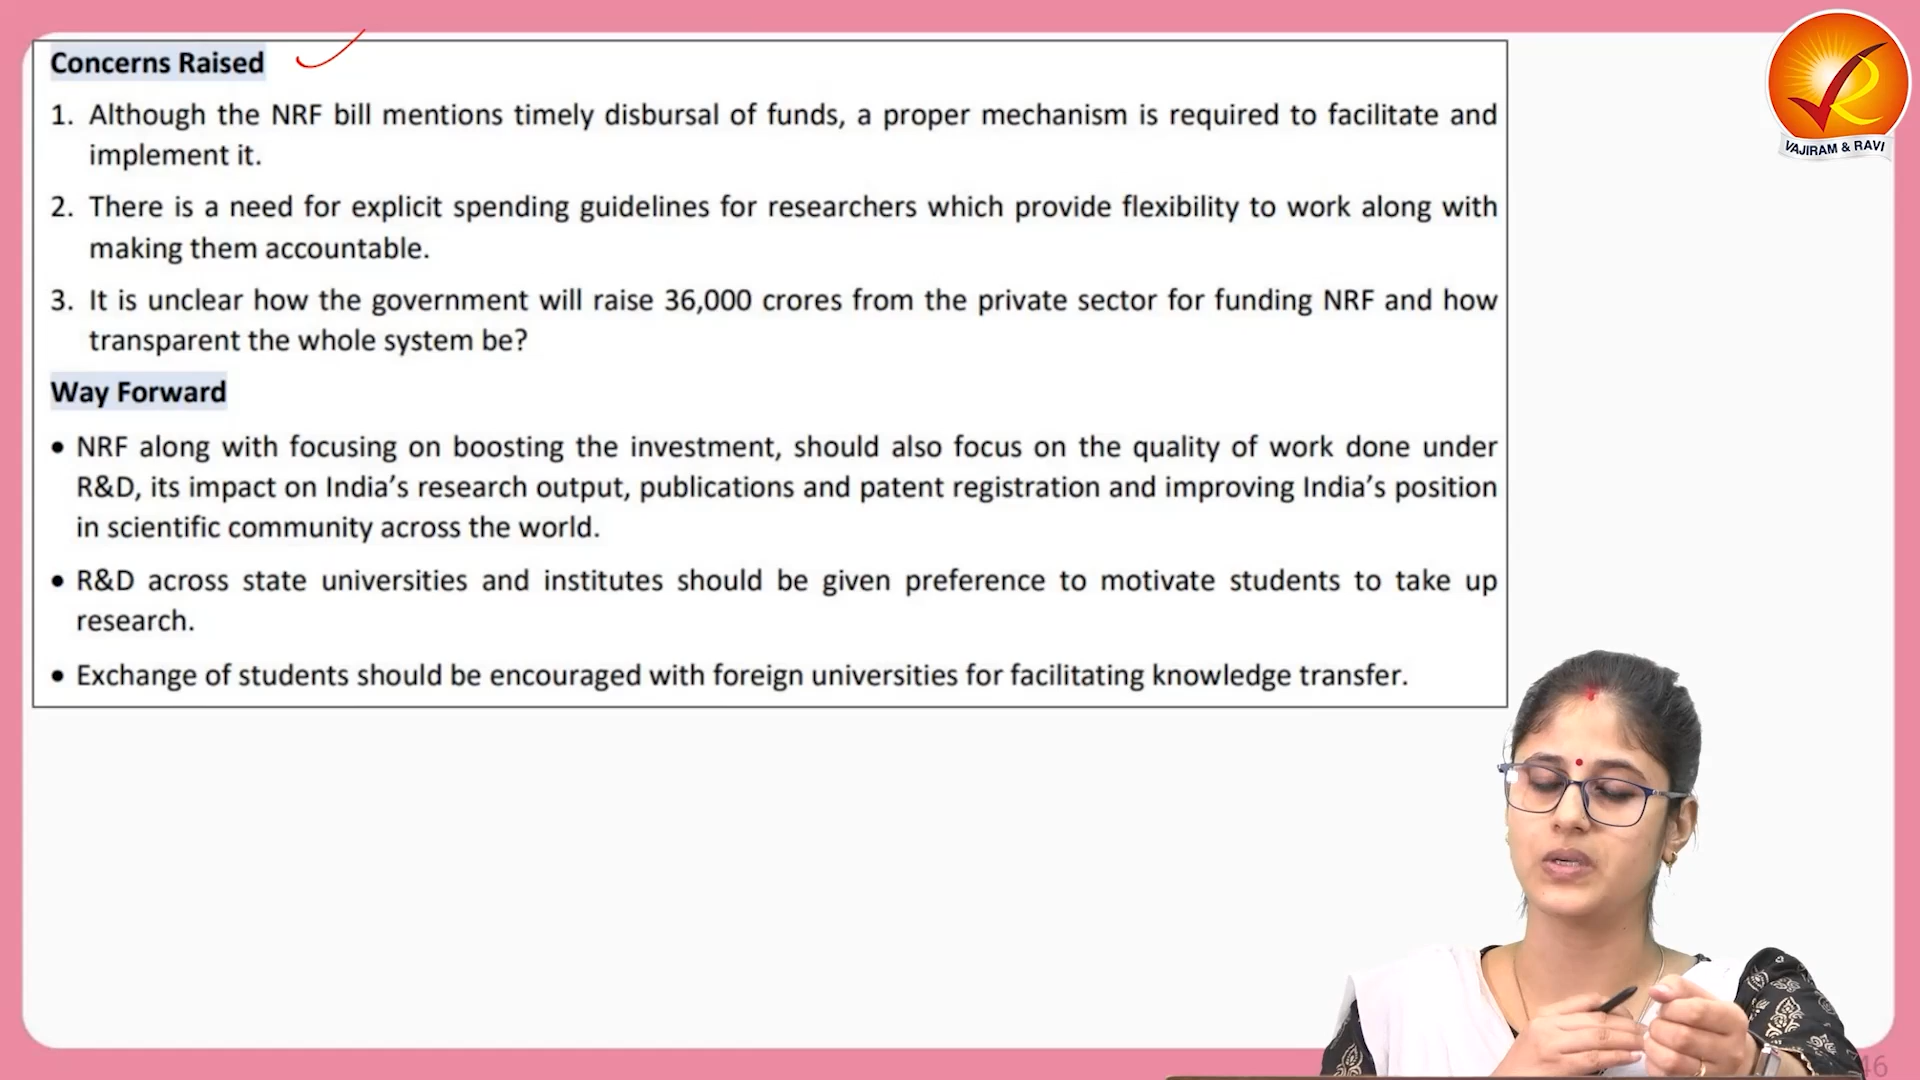 Concerns Raised
1. Although the NRF bill mentions timely disbursal of funds, a proper mechanism is required to facilitate and
implement it.
2. There is a need for explicit spending guidelines for researchers which provide flexibility to work along with
making them accountable.
3. It is unclear how the government will raise 36,000 crores from the private sector for funding NRF and how
transparent the whole system be?
Way Forward
• NRF along with focusing on boosting the investment, should also focus on the quality of work done under
R&D, its impact on India’s research output, publications and patent registration and improving India’s position
in scientific community across the world.
• R&D across state universities and institutes should be given preference to motivate students to take up
research.
• Exchange of students should be encouraged with foreign universities for facilitating knowledge transfer.
VAJIRAM & RAVI
46